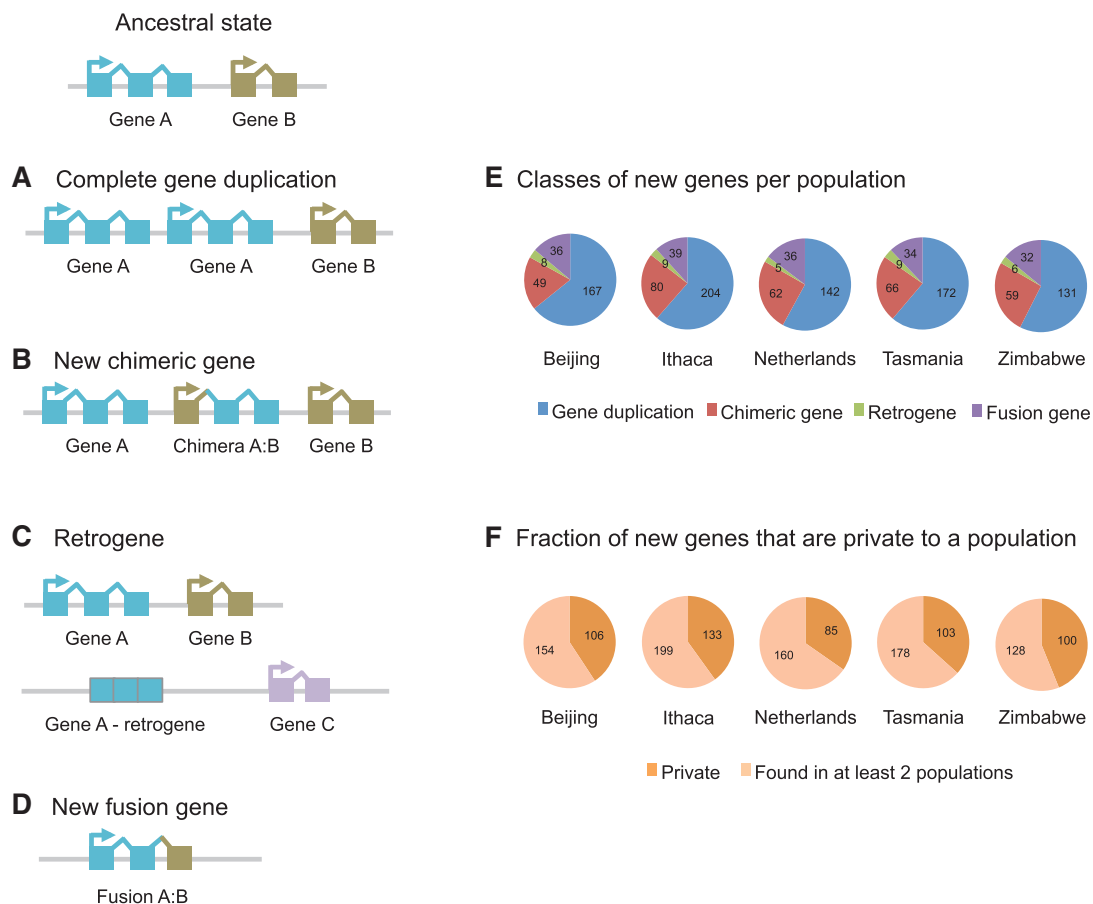 Ancestral state
Gene A Gene B
A Complete gene duplication
Gene A Gene A Gene B
B New chimeric gene
Gene A Chimera A:B Gene B
C Retrogene
Gene A Gene B
Gene A - retrogene Gene C
D New fusion gene
Fusion A:B
E Classes of new genes per population
36 8 49 167
39 9 80 204
36 5 62 142
34 9 66 172
32 6 59 131
Beijing Ithaca Netherlands Tasmania Zimbabwe
Gene duplication Chimeric gene Retrogene Fusion gene
F Fraction of new genes that are private to a population
154 106
199 133
160 85
178 103
128 100
Beijing Ithaca Netherlands Tasmania Zimbabwe
Private Found in at least 2 populations